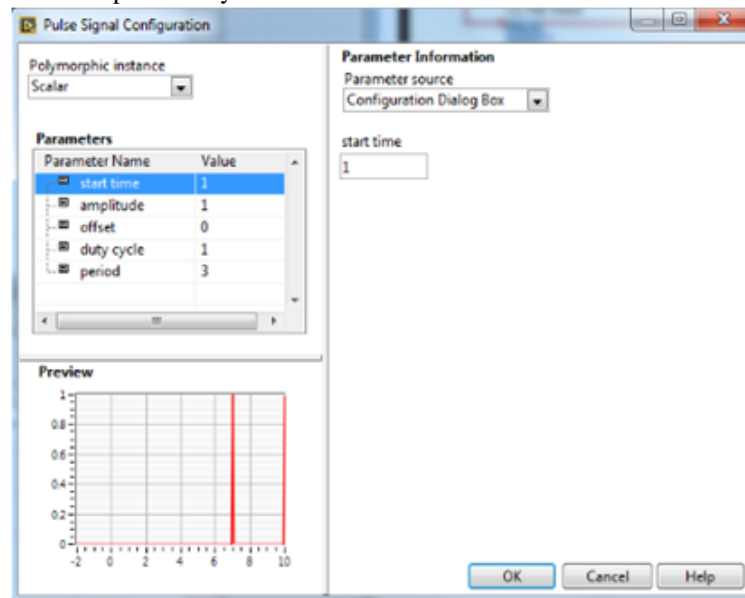 Pulse Signal Configuration
Polymorphic instance
Scalar
Parameters
Parameter Name Value
start time 1
amplitude 1
offset 0
duty cycle 1
period 3
Preview
1
0.8
0.6
0.4
0.2
0
-2 0 2 4 6 8 10
Parameter Information
Parameter source
Configuration Dialog Box
start time
1
OK Cancel Help